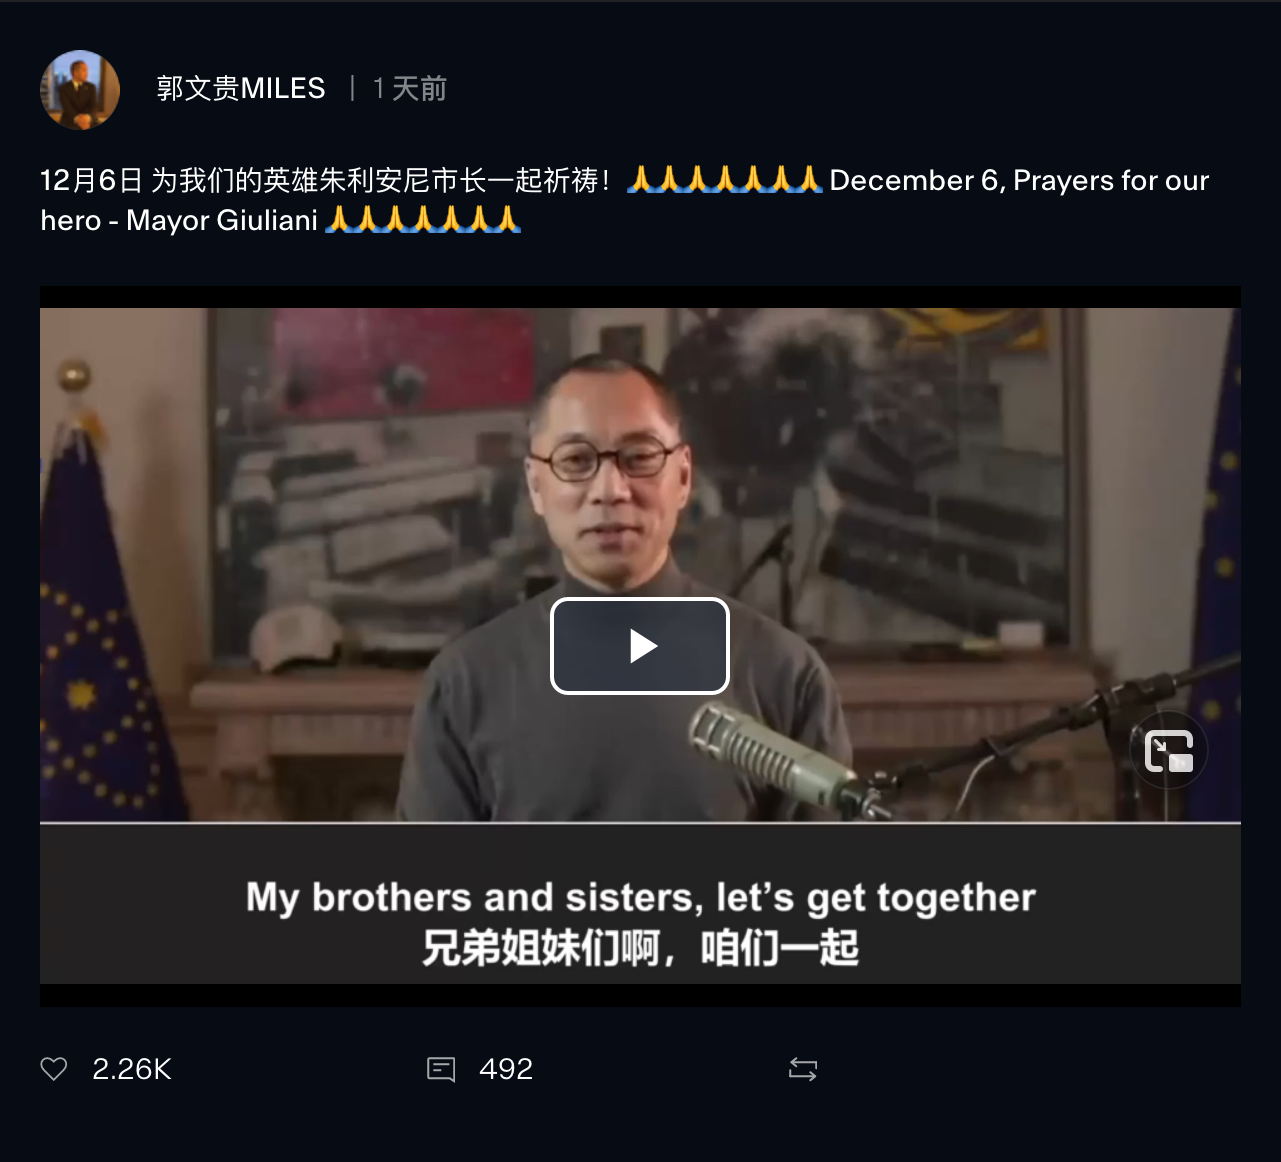 郭文贵MILES | 1 天前
12月6日 为我们的英雄朱利安尼市长一起祈祷！🙏🙏🙏🙏🙏🙏🙏 December 6, Prayers for our
hero - Mayor Giuliani 🙏🙏🙏🙏🙏🙏🙏
My brothers and sisters, let’s get together
兄弟姐妹们啊，咱们一起
2.26K
492